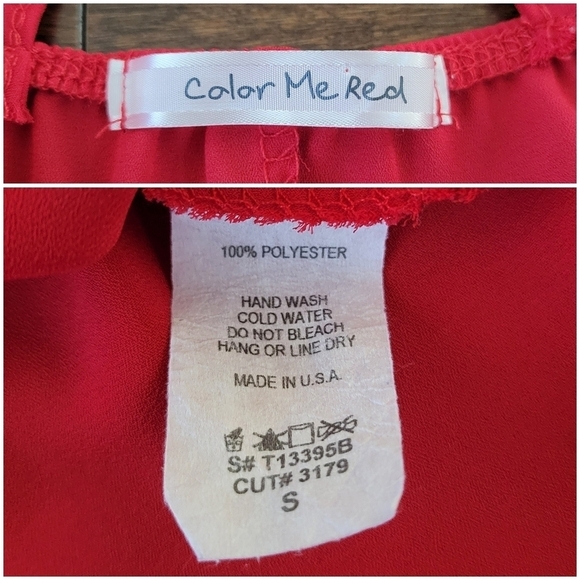 Color Me Red
100% POLYESTER
HAND WASH
COLD WATER
DO NOT BLEACH
HANG OR LINE DRY
MADE IN U.S.A.
S# T13395B
CUT# 3179
S